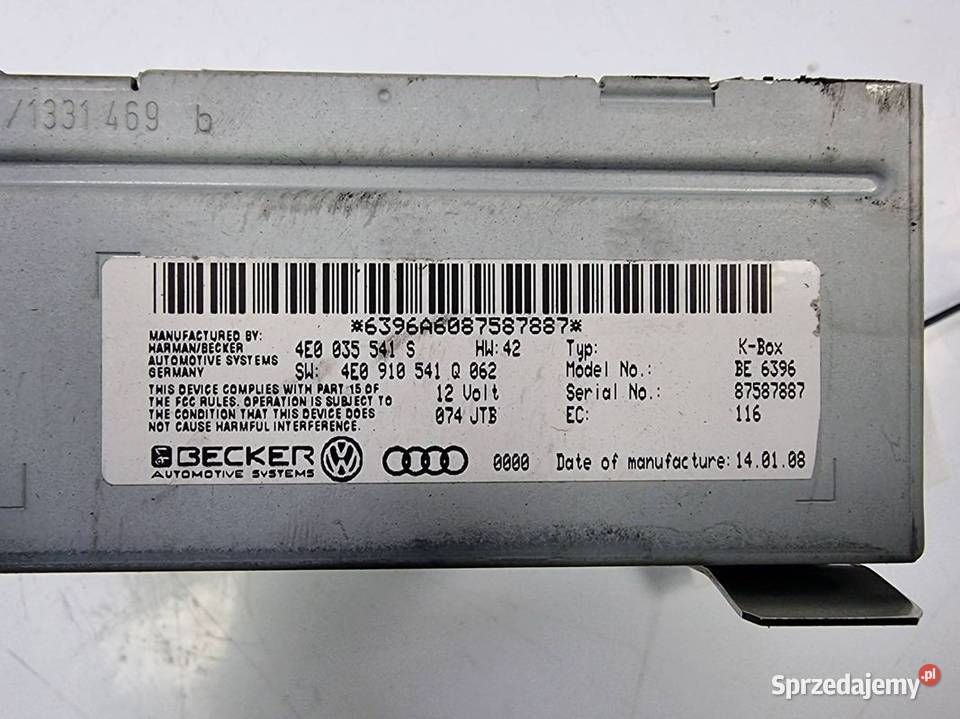 /1331 469 b
*6396A6087587887*
MANUFACTURED BY:
HARMAN/BECKER
AUTOMOTIVE SYSTEMS
GERMANY
4E0 035 541 S HW: 42 Typ: K-Box
SW: 4E0 910 541 Q 062 Model No.: BE 6396
THIS DEVICE COMPLIES WITH PART 15 OF
THE FCC RULES. OPERATION IS SUBJECT TO
THE CONDITION THAT THIS DEVICE DOES
NOT CAUSE HARMFUL INTERFERENCE.
12 Volt Serial No.: 87587887
074 JTB EC: 116
BECKER
AUTOMOTIVE SYSTEMS
0000 Date of manufacture: 14.01.08
Sprzedajemy.pl